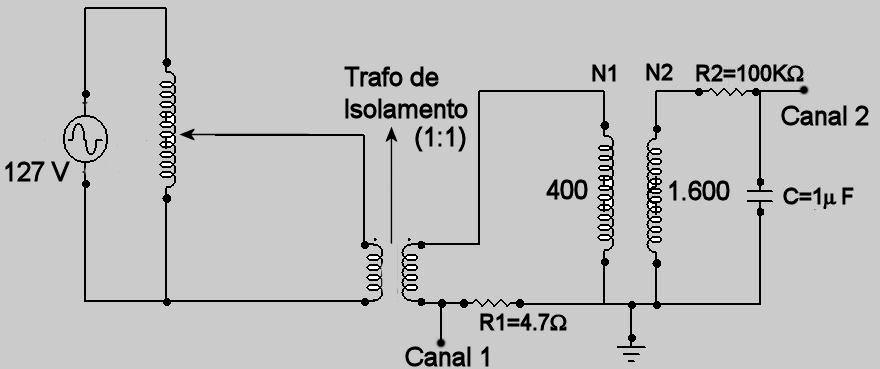 127 V
Trafo de
Isolamento
(1:1)
Canal 1
R1=4.7Ω
N1
N2
400
1.600
R2=100KΩ
Canal 2
C=1µF